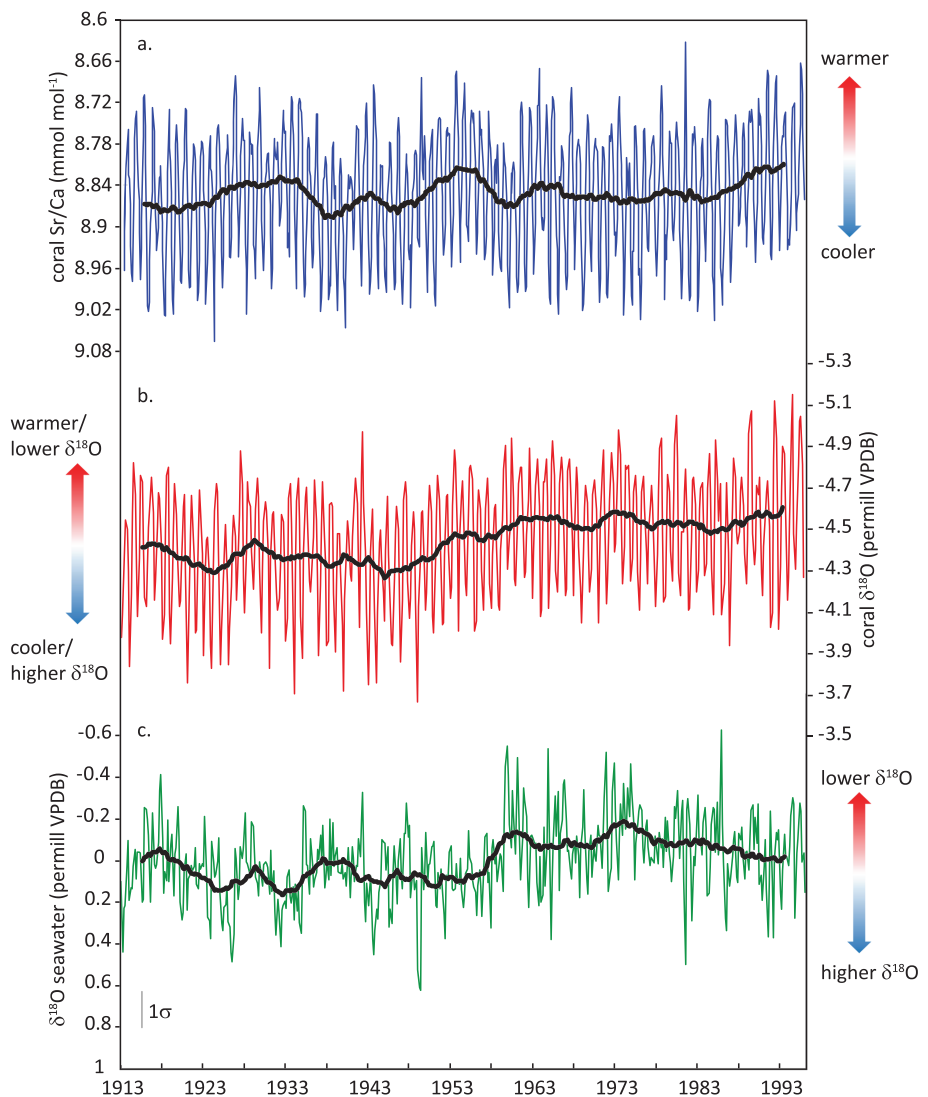 a.
coral Sr/Ca (mmol mol⁻¹)
8.6
8.66
8.72
8.78
8.84
8.9
8.96
9.02
9.08
warmer
cooler
b.
warmer/
lower δ¹⁸O
cooler/
higher δ¹⁸O
-5.3
-5.1
-4.9
-4.7
-4.5
-4.3
-4.1
-3.9
-3.7
-3.5
coral δ¹⁸O (permill VPDB)
c.
δ¹⁸O seawater (permill VPDB)
-0.6
-0.4
-0.2
0
0.2
0.4
0.6
0.8
1
1σ
lower δ¹⁸O
higher δ¹⁸O
1913 1923 1933 1943 1953 1963 1973 1983 1993